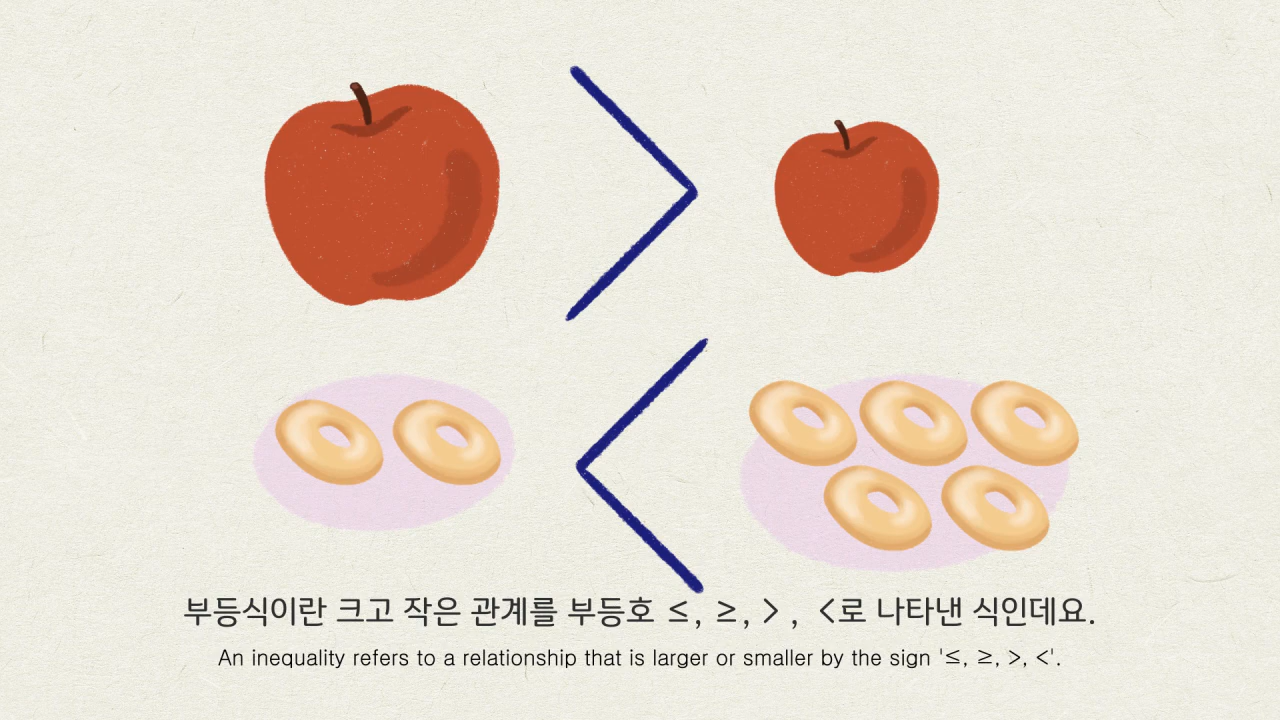 부등식이란 크고 작은 관계를 부등호 ≤, ≥, > , <로 나타낸 식인데요.
An inequality refers to a relationship that is larger or smaller by the sign '≤, ≥, >, <'.